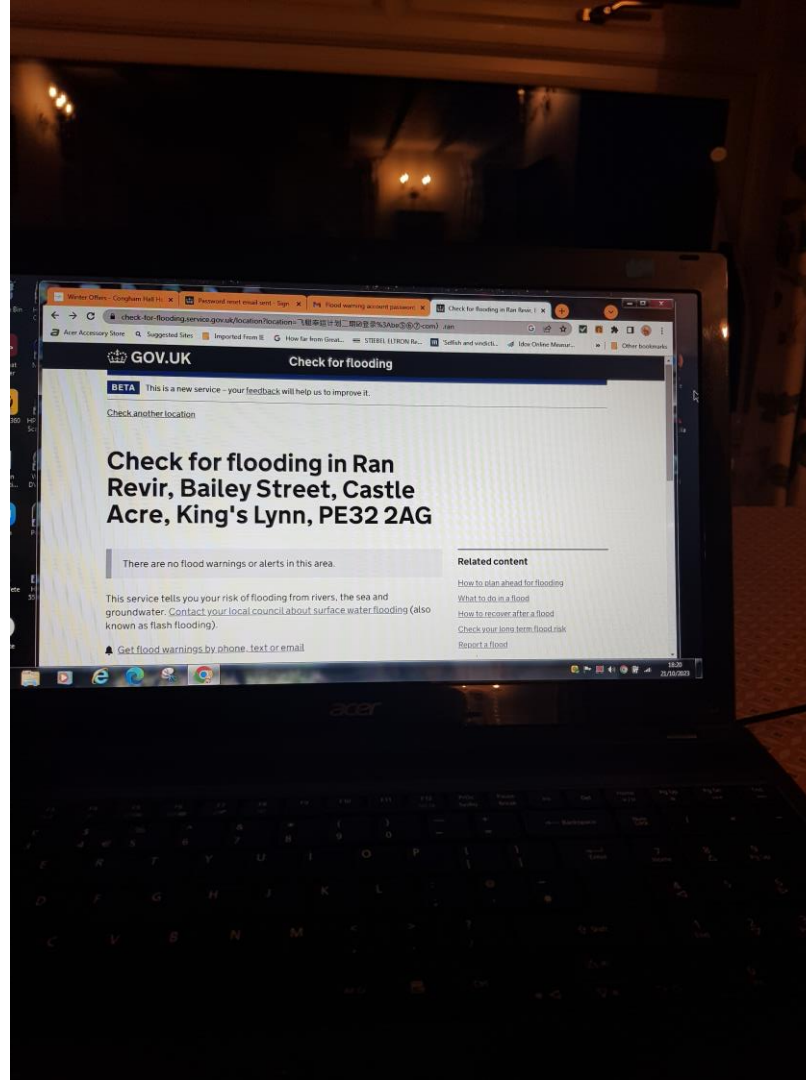 Winter Offers - Congham Hall H
Password reset email sent - Sign
Flood warning account password
Check for flooding in Ran Revir, E
check-for-flooding.service.gov.uk/location?location=
Acer Accessory Store
Suggested Sites
Imported From IE
How far from Great...
STIEBEL ELTRON Re...
Selfish and vindicti...
Idox Online Measur...
Other bookmarks
GOV.UK
Check for flooding
BETA This is a new service – your feedback will help us to improve it.
Check another location
Check for flooding in Ran
Revir, Bailey Street, Castle
Acre, King's Lynn, PE32 2AG
There are no flood warnings or alerts in this area.
This service tells you your risk of flooding from rivers, the sea and
groundwater. Contact your local council about surface water flooding (also
known as flash flooding).
Get flood warnings by phone, text or email
Related content
How to plan ahead for flooding
What to do in a flood
How to recover after a flood
Check your long term flood risk
Report a flood
18:20
21/10/2023
acer